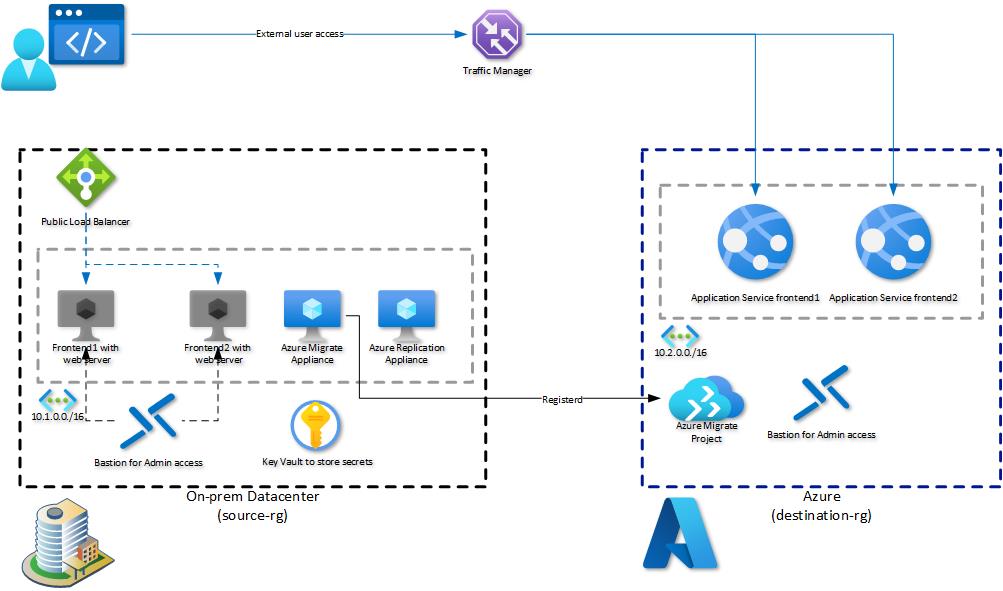 </>
External user access
Traffic Manager
Public Load Balancer
Frontend1 with
web server
Frontend2 with
web server
Azure Migrate
Appliance
Azure Replication
Appliance
10.1.0.0./16
Bastion for Admin access
Key Vault to store secrets
On-prem Datacenter
(source-rg)
Registerd
Application Service frontend1
Application Service frontend2
10.2.0.0./16
Azure Migrate
Project
Bastion for Admin access
Azure
(destination-rg)